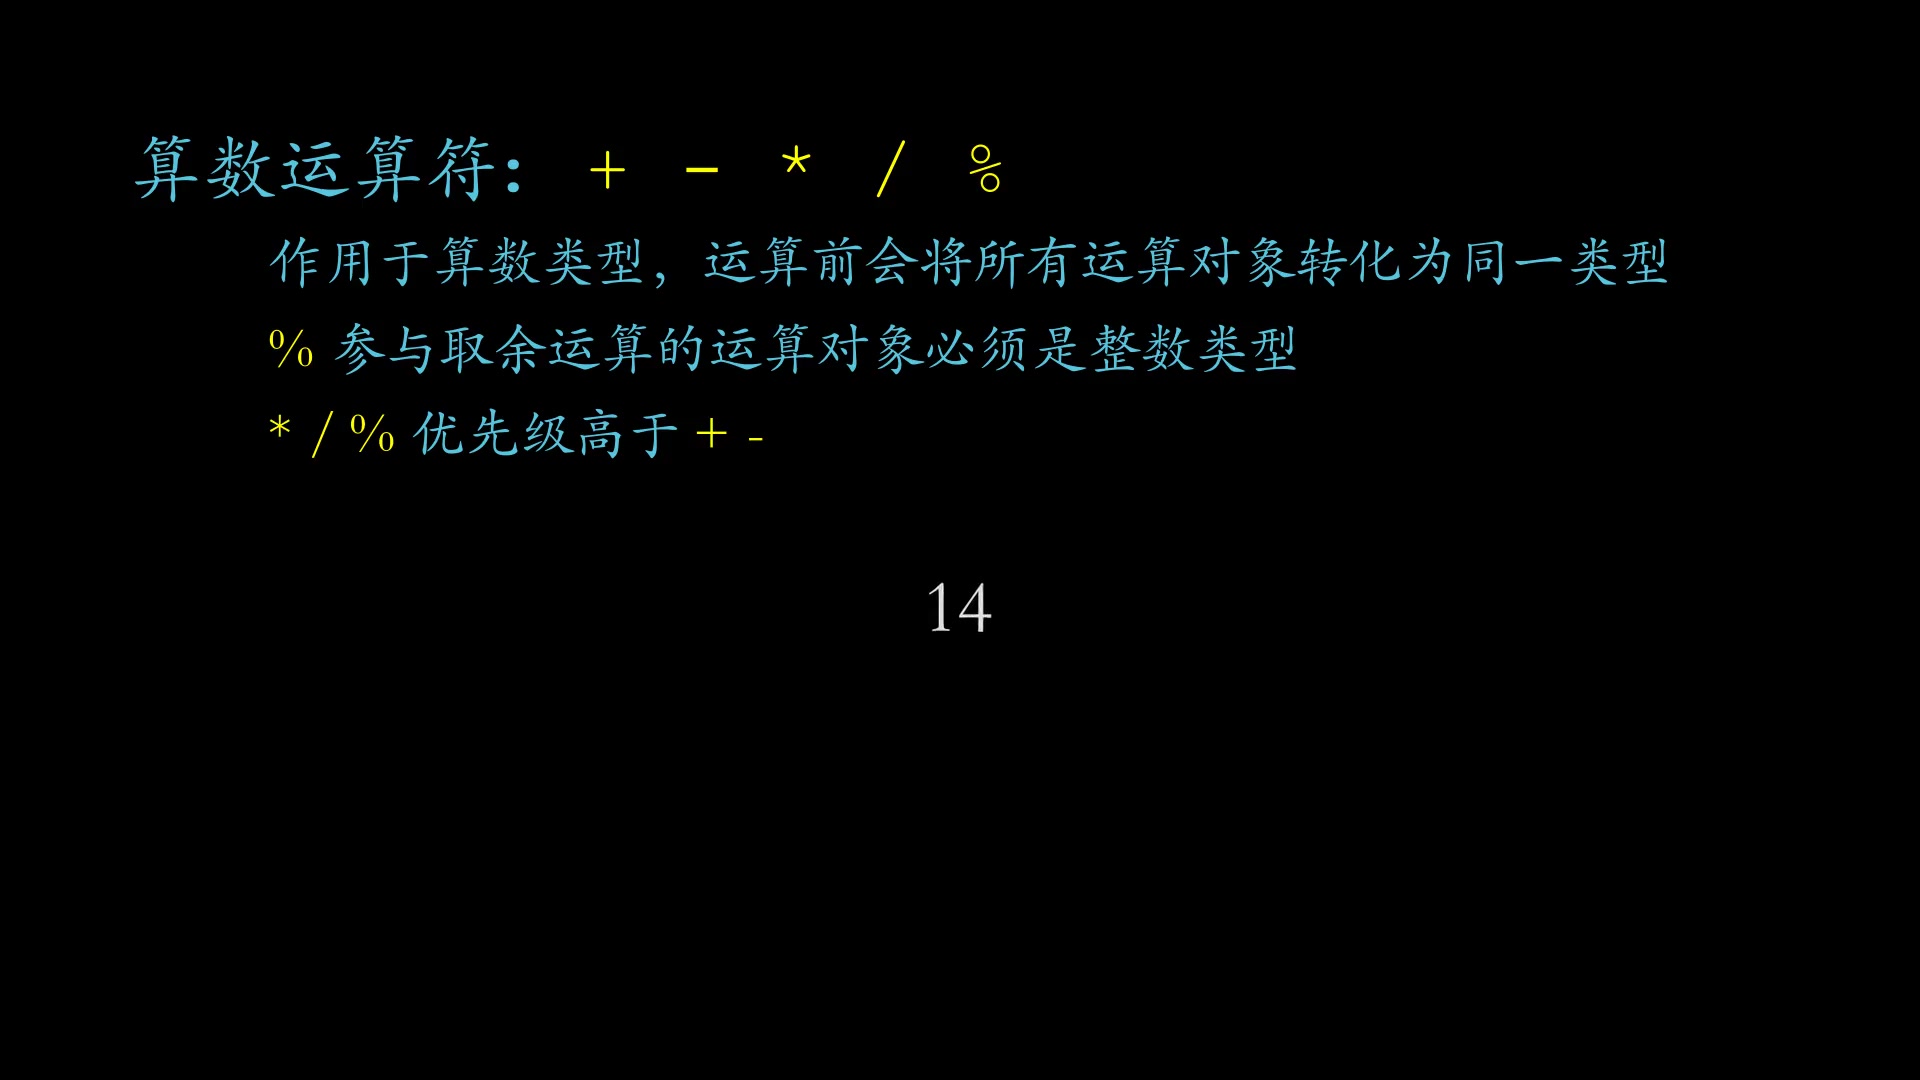 算数运算符： + - * / %
作用于算数类型，运算前会将所有运算对象转化为同一类型
% 参与取余运算的运算对象必须是整数类型
* / % 优先级高于 + -
14